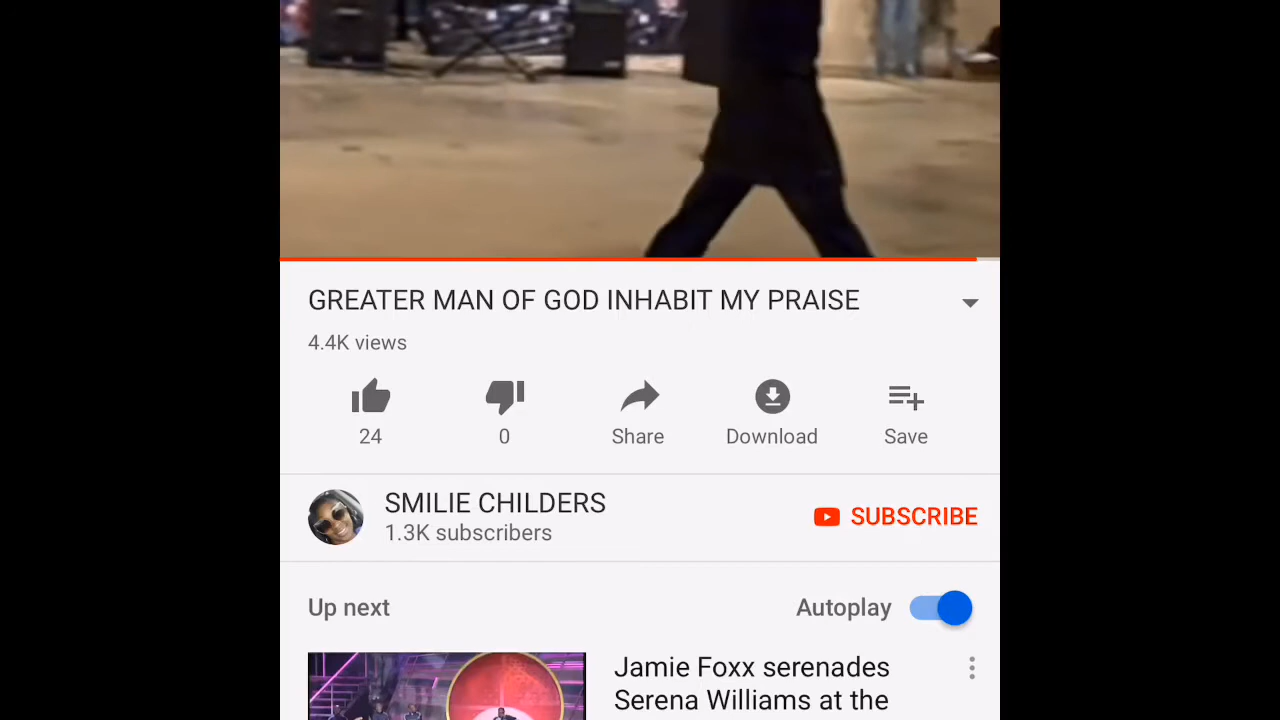 GREATER MAN OF GOD INHABIT MY PRAISE
4.4K views
24
0
Share
Download
Save
SMILIE CHILDERS
1.3K subscribers
SUBSCRIBE
Up next
Autoplay
Jamie Foxx serenades
Serena Williams at the